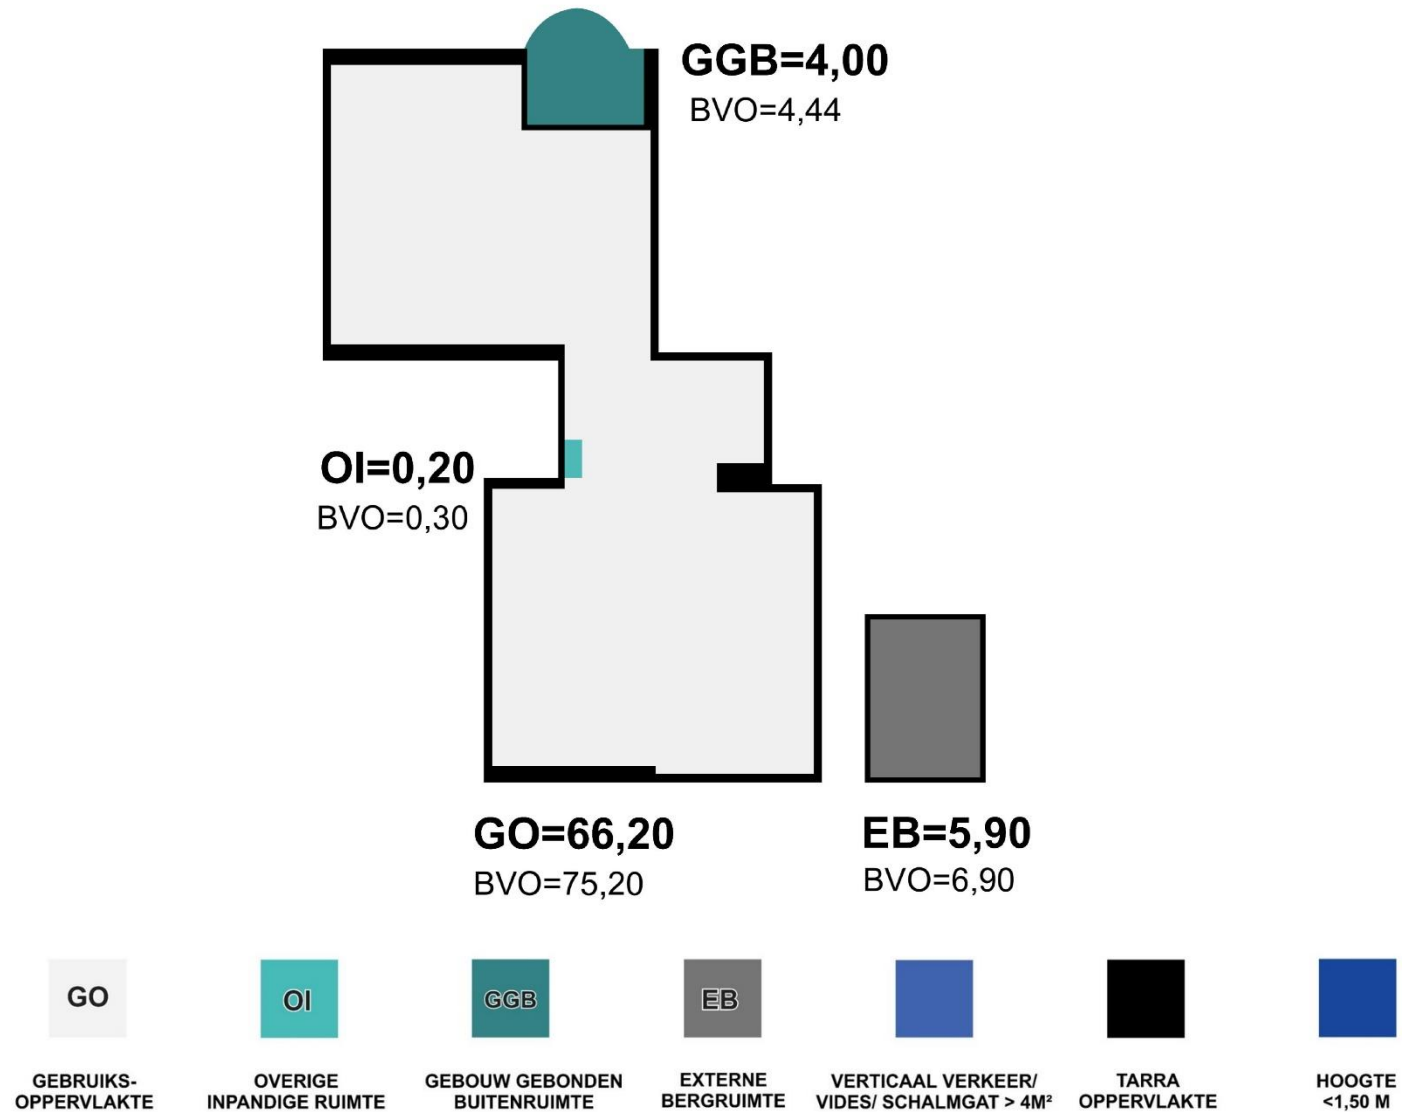 GGB=4,00
BVO=4,44
OI=0,20
BVO=0,30
GO=66,20
BVO=75,20
EB=5,90
BVO=6,90
GO
OI
GGB
EB
GEBRUIKS-
OPPERVLAKTE
OVERIGE
INPANDIGE RUIMTE
GEBOUW GEBONDEN
BUITENRUIMTE
EXTERNE
BERGRUIMTE
VERTICAAL VERKEER/
VIDES/ SCHALMGAT > 4M²
TARRA
OPPERVLAKTE
HOOGTE
<1,50 M